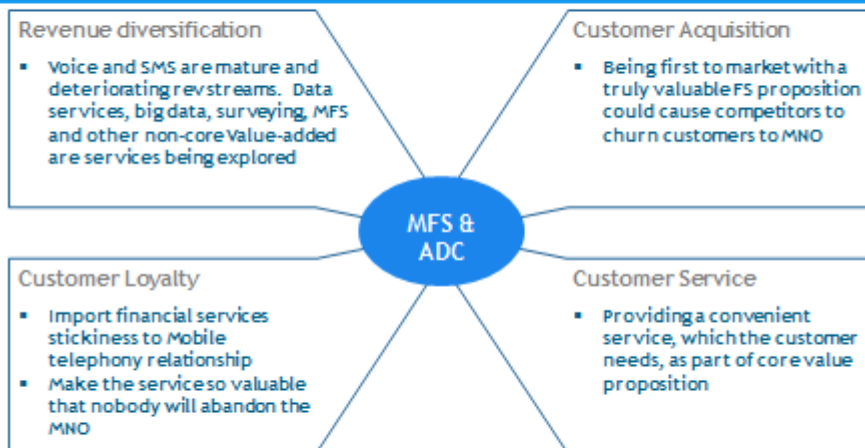 Revenue diversification
▪ Voice and SMS are mature and
deteriorating rev streams. Data
services, big data, surveying, MFS
and other non-core Value-added
are services being explored
Customer Acquisition
▪ Being first to market with a
truly valuable FS proposition
could cause competitors to
churn customers to MNO
MFS &
ADC
Customer Loyalty
▪ Import financial services
stickiness to Mobile
telephony relationship
▪ Make the service so valuable
that nobody will abandon the
MNO
Customer Service
▪ Providing a convenient
service, which the customer
needs, as part of core value
proposition